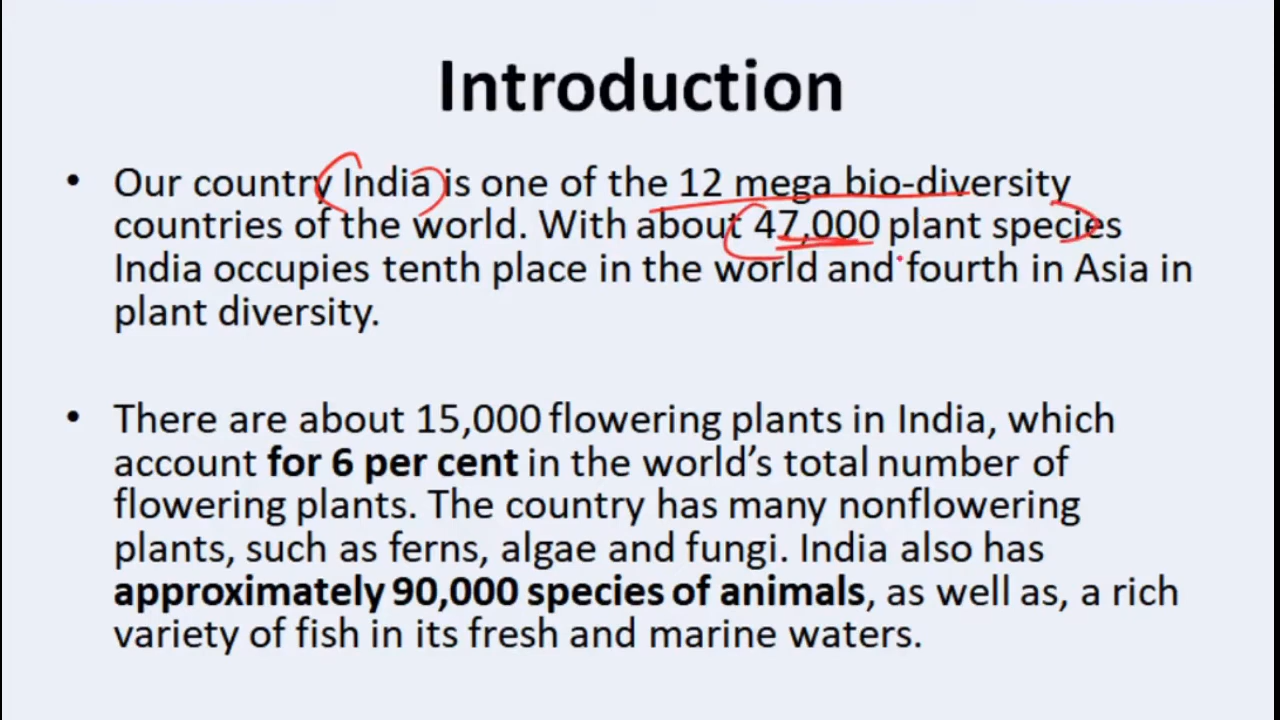 Introduction
• Our country India is one of the 12 mega bio-diversity
countries of the world. With about 47,000 plant species
India occupies tenth place in the world and fourth in Asia in
plant diversity.
• There are about 15,000 flowering plants in India, which
account for 6 per cent in the world’s total number of
flowering plants. The country has many nonflowering
plants, such as ferns, algae and fungi. India also has
approximately 90,000 species of animals, as well as, a rich
variety of fish in its fresh and marine waters.